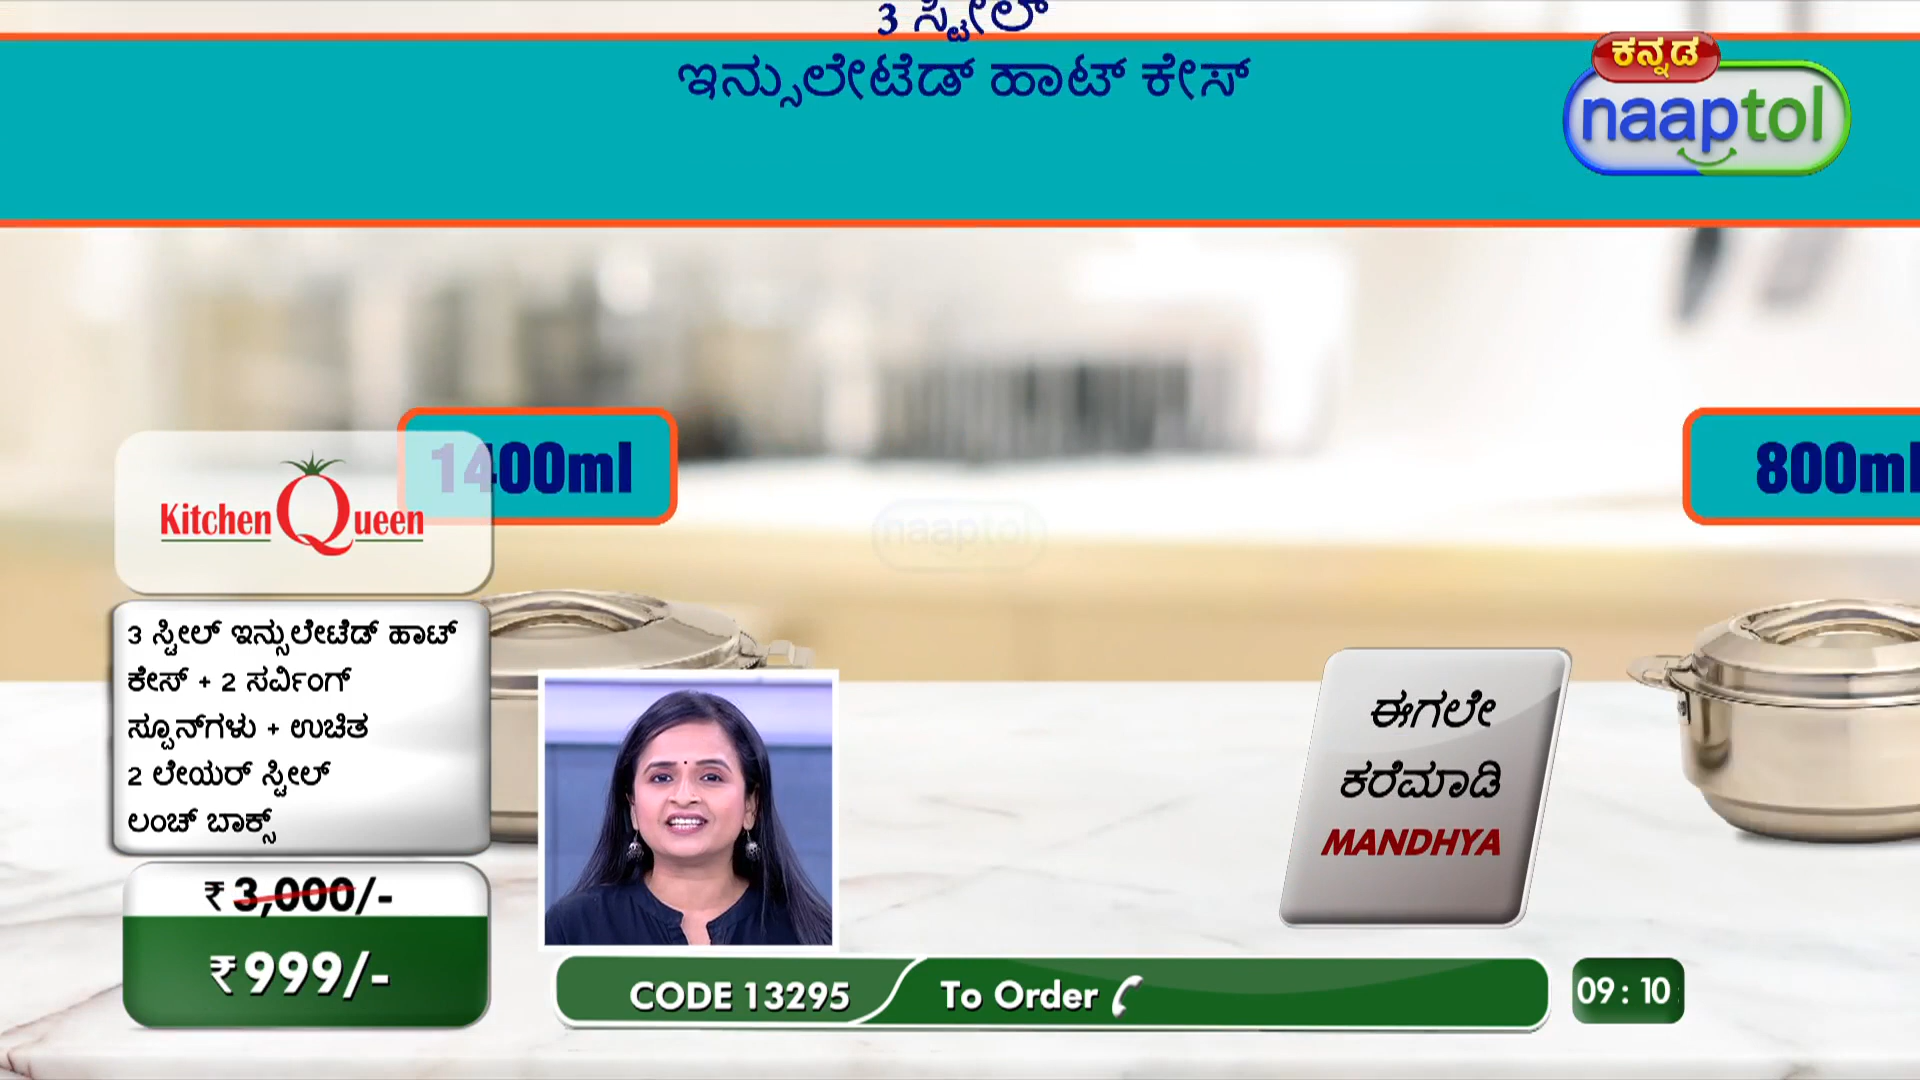 3 ಸ್ಟೀಲ್
ಇನ್ಸುಲೇಟೆಡ್ ಹಾಟ್ ಕೇಸ್
ಕನ್ನಡ
naaptol
1400ml
800ml
Kitchen Queen
naaptol
3 ಸ್ಟೀಲ್ ಇನ್ಸುಲೇಟೆಡ್ ಹಾಟ್
ಕೇಸ್ + 2 ಸರ್ವಿಂಗ್
ಸ್ಪೂನ್‌ಗಳು + ಉಚಿತ
2 ಲೇಯರ್ ಸ್ಟೀಲ್
ಲಂಚ್ ಬಾಕ್ಸ್
ಈಗಲೇ
ಕರೆಮಾಡಿ
MANDHYA
₹ 3,000/-
₹ 999/-
CODE 13295
To Order
09: 10